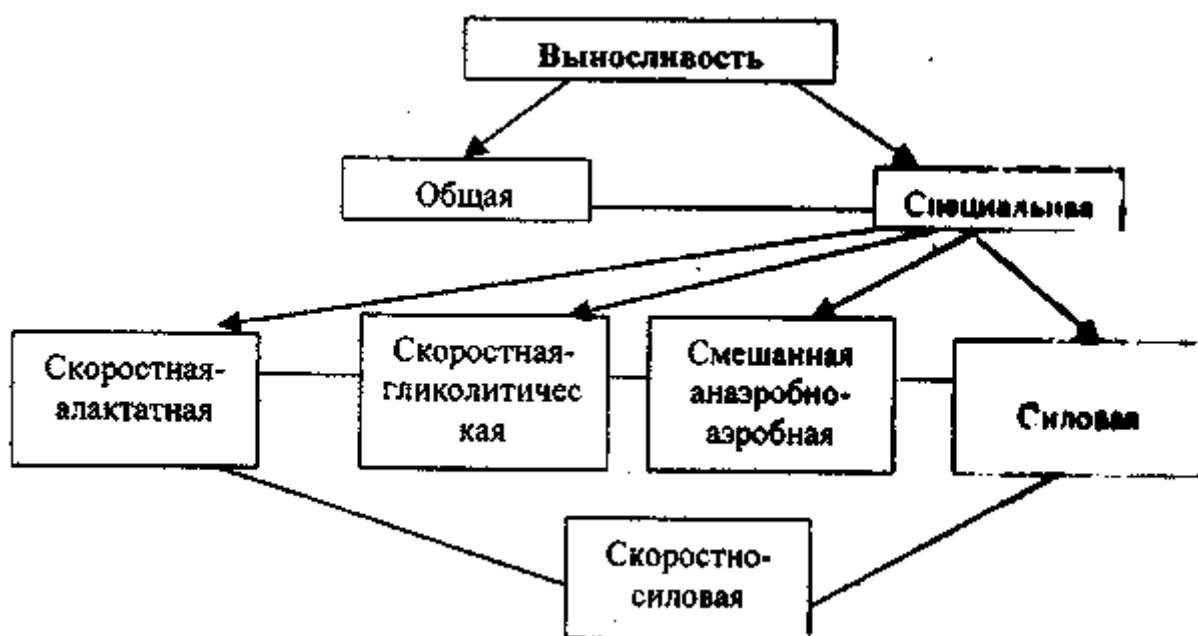 Выносливость
Общая
Специальная
Скоростная-
алактатная
Скоростная-
гликолитичес
кая
Смешанная
анаэробно-
аэробная
Силовая
Скоростно-
силовая